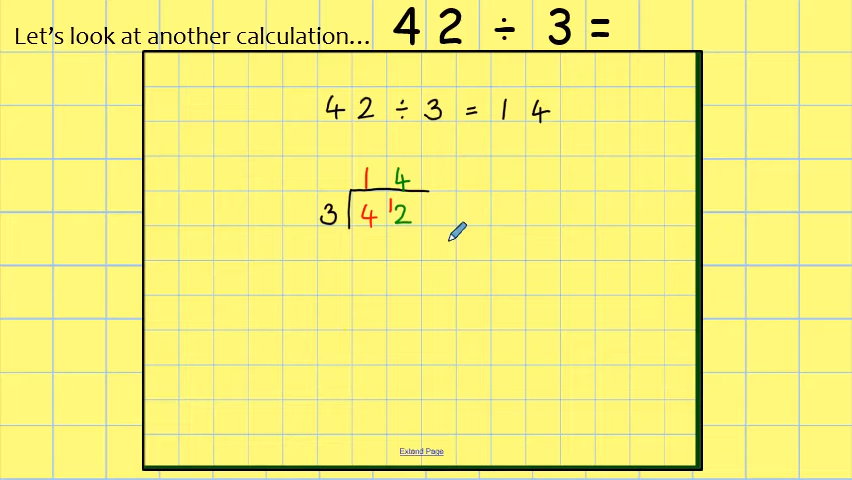 Let's look at another calculation... 42 ÷ 3 =
42 ÷ 3 = 14
14
3 4 12
Extend Page